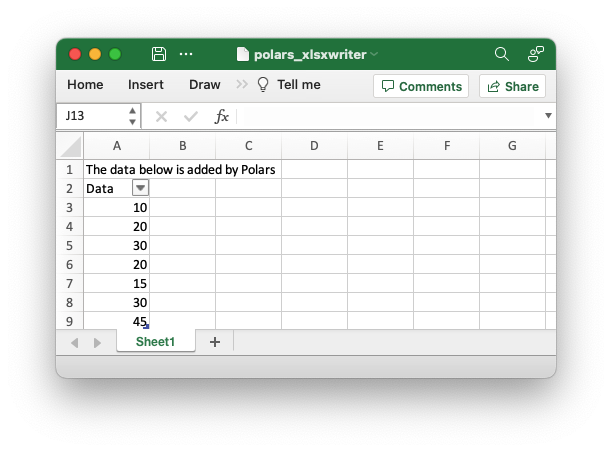 polars_xlsxwriter
Home Insert Draw Tell me Comments Share
J13 fx
A B C D E F G
1 The data below is added by Polars
2 Data
3 10
4 20
5 30
6 20
7 15
8 30
9 45
Sheet1 +